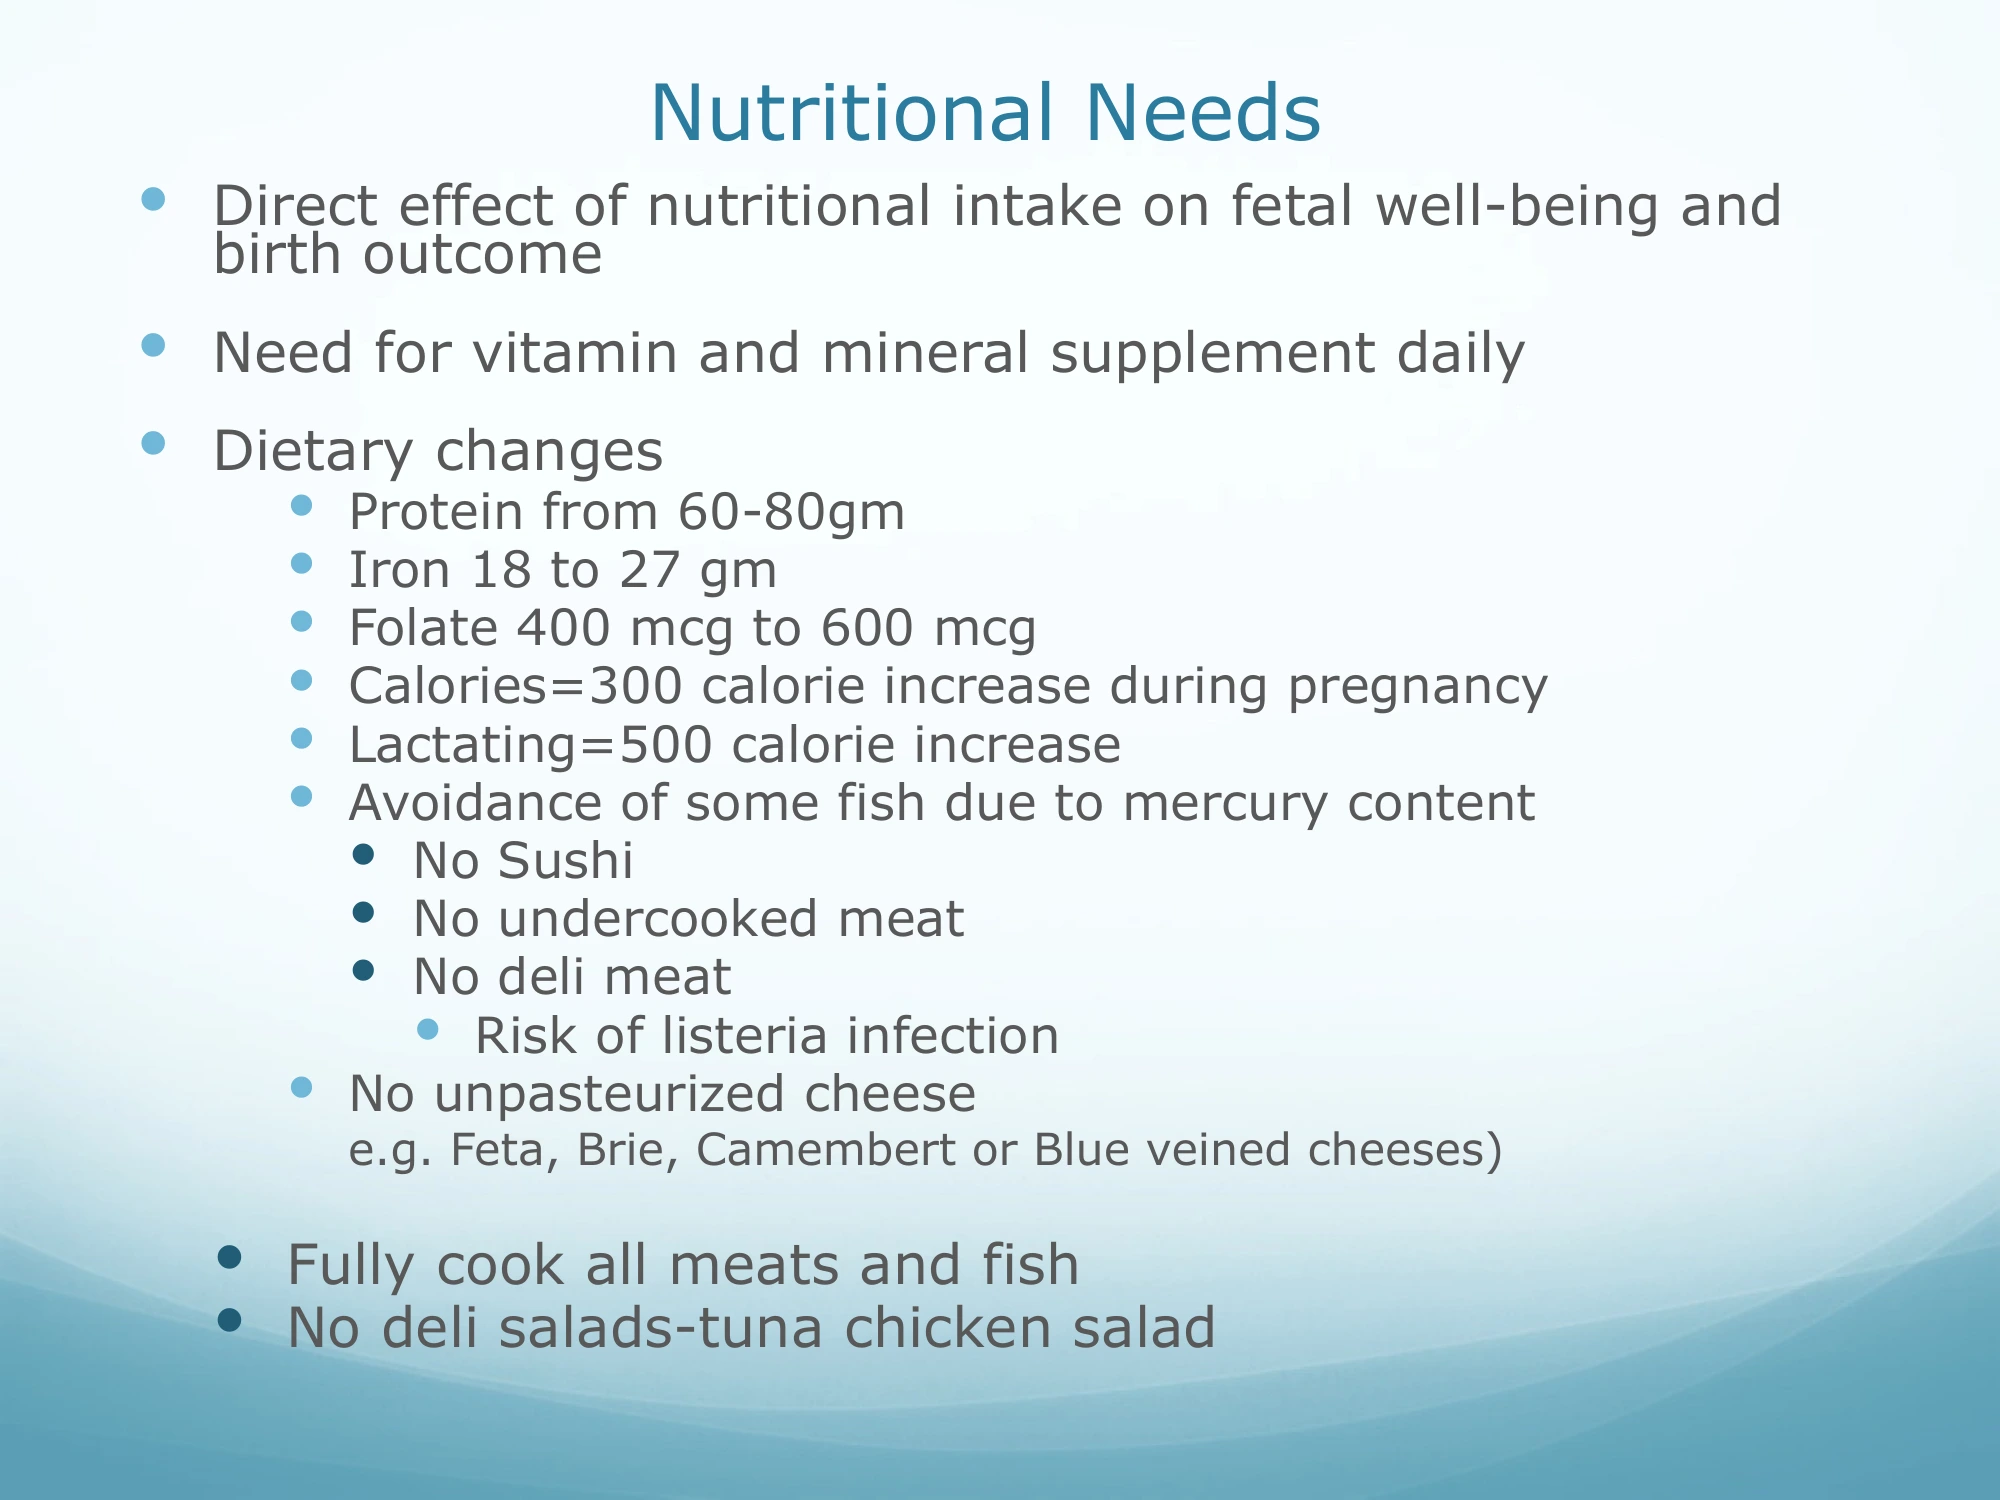 Nutritional Needs
• Direct effect of nutritional intake on fetal well-being and
birth outcome
• Need for vitamin and mineral supplement daily
• Dietary changes
• Protein from 60-80gm
• Iron 18 to 27 gm
• Folate 400 mcg to 600 mcg
• Calories=300 calorie increase during pregnancy
• Lactating=500 calorie increase
• Avoidance of some fish due to mercury content
• No Sushi
• No undercooked meat
• No deli meat
• Risk of listeria infection
• No unpasteurized cheese
e.g. Feta, Brie, Camembert or Blue veined cheeses)
• Fully cook all meats and fish
• No deli salads-tuna chicken salad